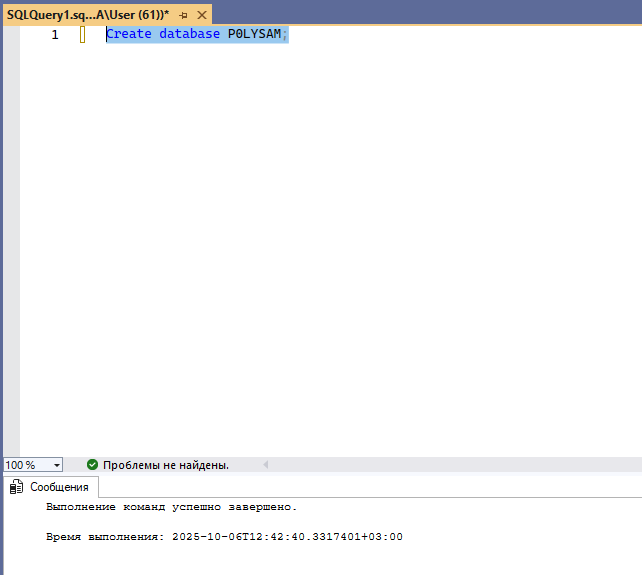 SQLQuery1.sq...A\User (61))*
1 Create database P0LYSAM;
100 %
Проблемы не найдены.
Сообщения
Выполнение команд успешно завершено.
Время выполнения: 2025-10-06T12:42:40.3317401+03:00